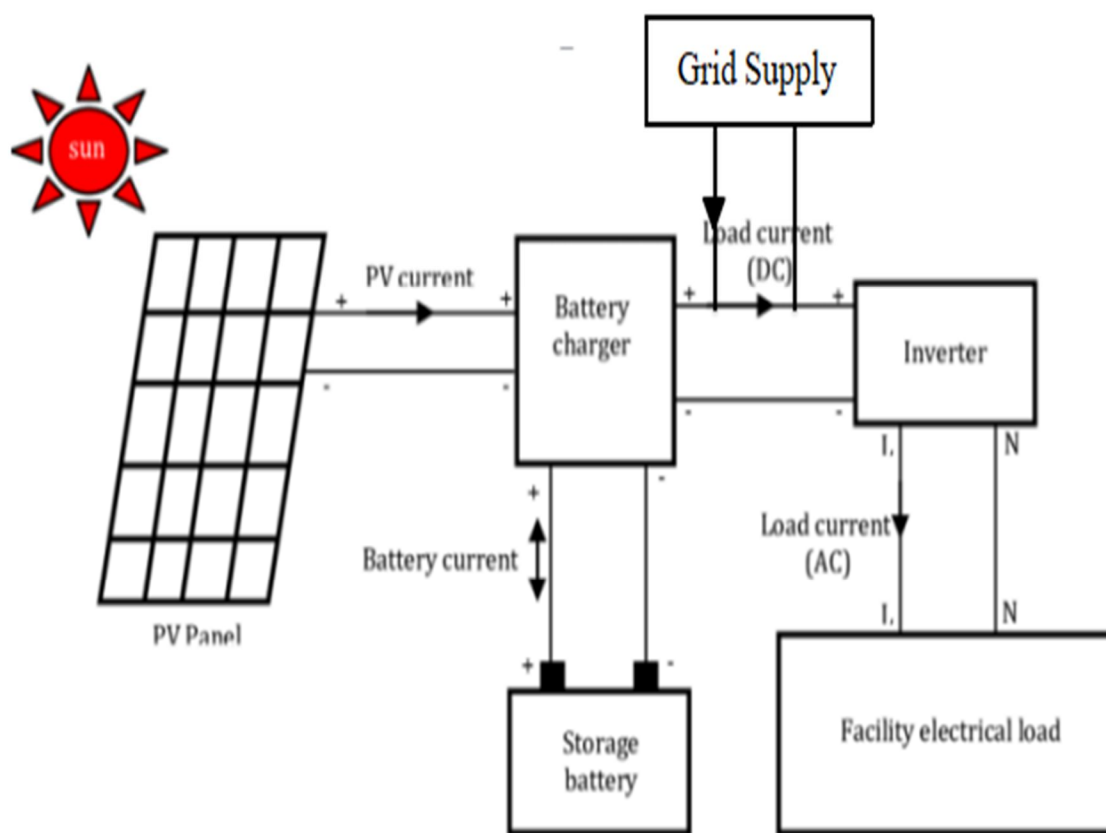 Grid Supply
sun
Load current
(DC)
PV current
+
+
+
+
Battery
charger
Inverter
-
-
-
-
L
N
+
-
Load current
(AC)
Battery current
L
N
PV Panel
+
-
Facility electrical load
Storage
battery